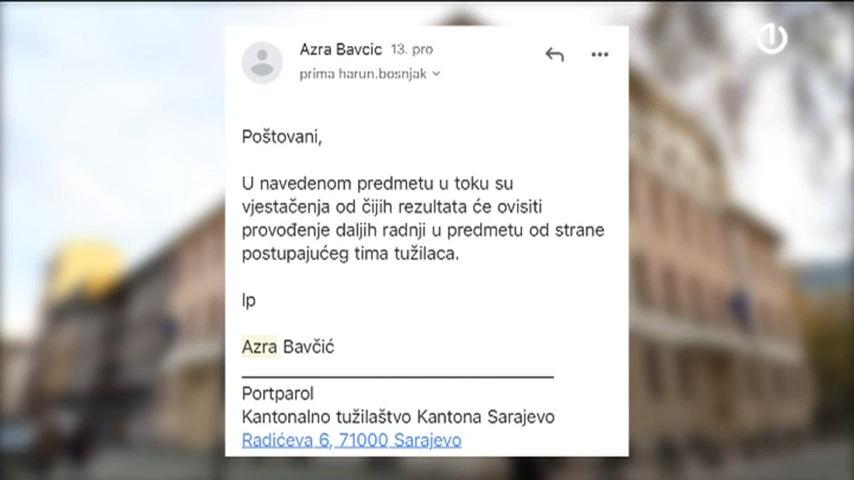 Azra Bavcic 13. pro
prima harun.bosnjak
Poštovani,
U navedenom predmetu u toku su
vještačenja od čijih rezultata će ovisiti
provođenje daljih radnji u predmetu od strane
postupajućeg tima tužilaca.
lp
Azra Bavčić
Portparol
Kantonalno tužilaštvo Kantona Sarajevo
Radićeva 6, 71000 Sarajevo